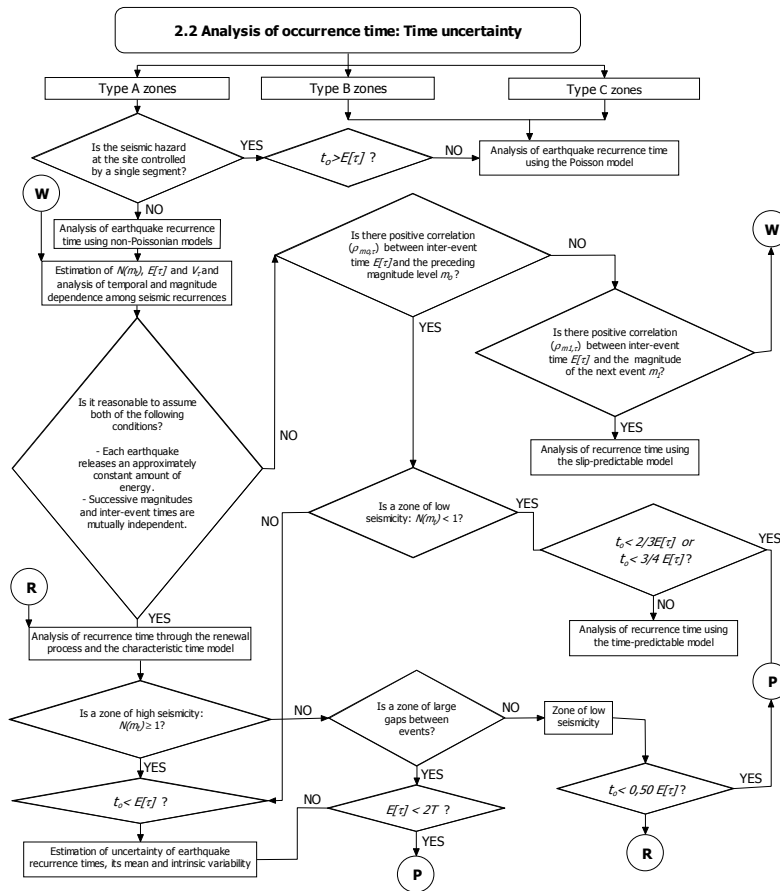 2.2 Analysis of occurrence time: Time uncertainty
Type A zones
Type B zones
Type C zones
Is the seismic hazard
at the site controlled
by a single segment?
YES
t₀>E[τ] ?
NO
Analysis of earthquake recurrence time
using the Poisson model
W
NO
Analysis of earthquake recurrence
time using non-Poissonian models
Estimation of N(m₀), E[τ] and Vτ and
analysis of temporal and magnitude
dependence among seismic recurrences
Is there positive correlation
(ρm0,τ) between inter-event
time E[τ] and the preceding
magnitude level m₀?
NO
W
YES
Is there positive correlation
(ρm1,τ) between inter-event
time E[τ] and the magnitude
of the next event m₁?
YES
Analysis of recurrence time using
the slip-predictable model
Is it reasonable to assume
both of the following
conditions?
- Each earthquake
releases an approximately
constant amount of
energy.
- Successive magnitudes
and inter-event times are
mutually independent.
NO
Is a zone of low
seismicity: N(m₀) < 1?
NO
YES
t₀< 2/3E[τ] or
t₀< 3/4 E[τ] ?
YES
NO
Analysis of recurrence time using
the time-predictable model
R
YES
Analysis of recurrence time through the renewal
process and the characteristic time model
P
Is a zone of high seismicity:
N(m₀) ≥ 1?
NO
Is a zone of large
gaps between
events?
NO
Zone of low
seismicity
YES
YES
t₀< E[τ] ?
NO
E[τ] < 2T ?
t₀< 0,50 E[τ] ?
YES
Estimation of uncertainty of earthquake
recurrence times, its mean and intrinsic variability
YES
P
R